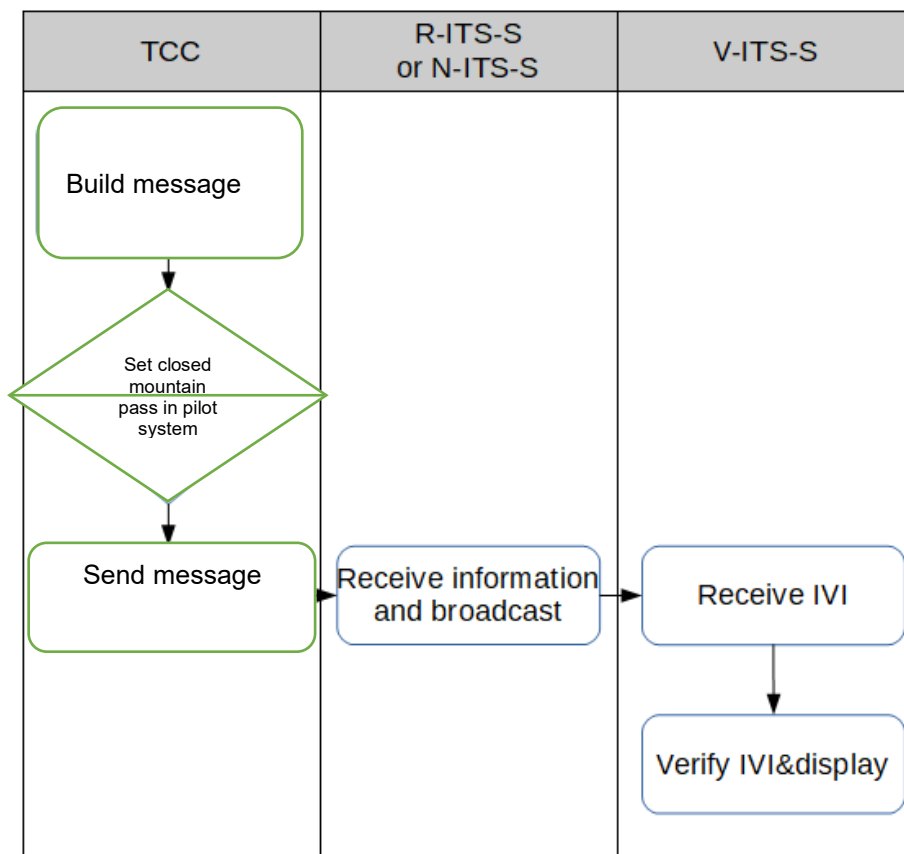 TCC
R-ITS-S
or N-ITS-S
V-ITS-S
Build message
Set closed
mountain
pass in pilot
system
Send message
Receive information
and broadcast
Receive IVI
Verify IVI&display